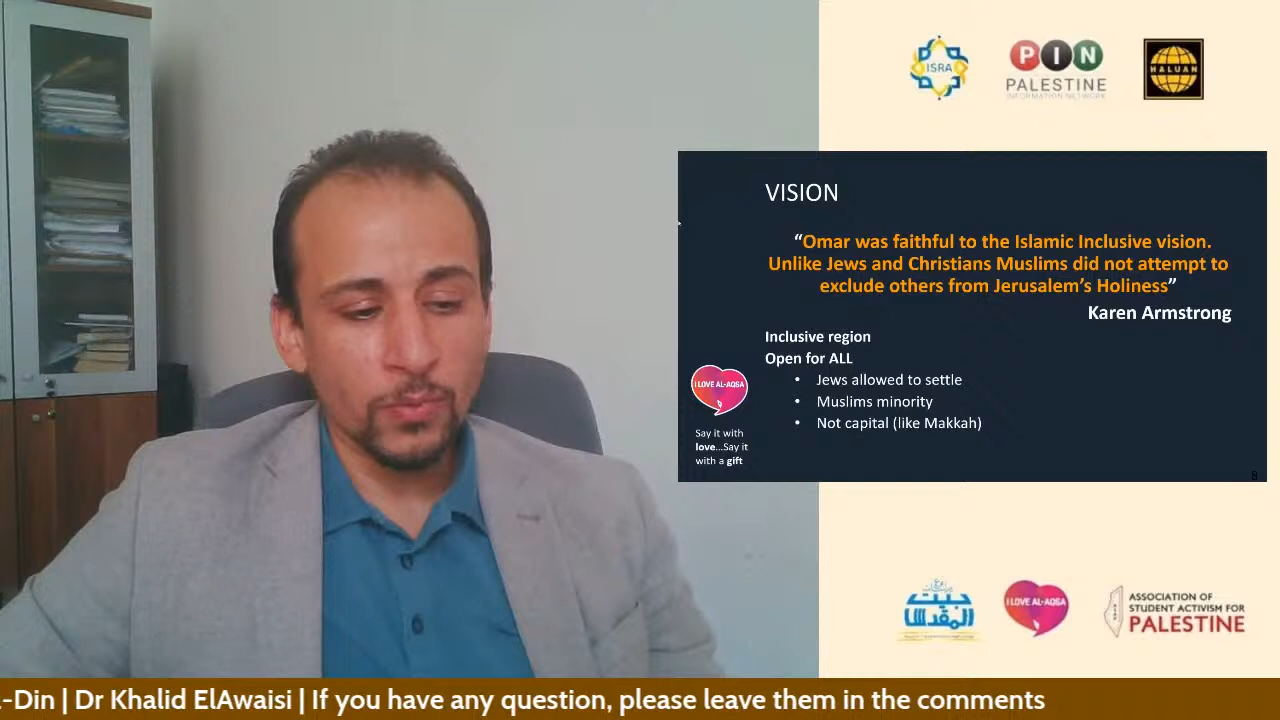 ISRA
PIN
PALESTINE
INFORMATION NETWORK
HALUAN
VISION
“Omar was faithful to the Islamic Inclusive vision.
Unlike Jews and Christians Muslims did not attempt to
exclude others from Jerusalem’s Holiness”
Karen Armstrong
Inclusive region
Open for ALL
• Jews allowed to settle
• Muslims minority
• Not capital (like Makkah)
I LOVE AL-AQSA
Say it with
love...Say it
with a gift
8
بيت
المقدس
I LOVE AL-AQSA
ASSOCIATION OF
STUDENT ACTIVISM FOR
PALESTINE
-Din | Dr Khalid ElAwaisi | If you have any question, please leave them in the comments